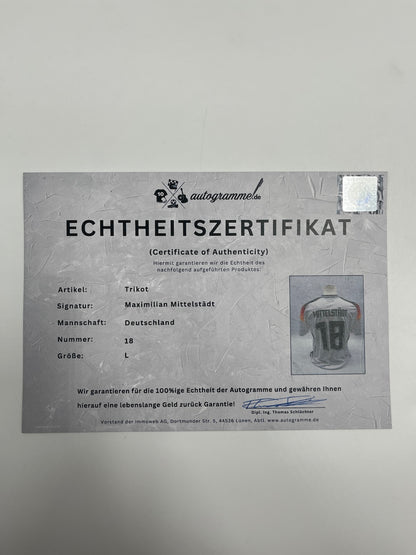 autogramme.de
ECHTHEITSZERTIFIKAT
(Certificate of Authenticity)
Hiermit garantieren wir die Echtheit des
nachfolgend aufgeführten Produktes:
Artikel: Trikot
Signatur: Maximilian Mittelstädt
Mannschaft: Deutschland
Nummer: 18
Größe: L
MITTELSTÄDT
18
Wir garantieren für die 100%ige Echtheit der Autogramme und gewähren Ihnen
hierauf eine lebenslange Geld zurück Garantie!
Dipl. Ing. Thomas Schlüchter
Vorstand der immoweb AG, Dortmunder Str. 5, 44536 Lünen, Abtl. www.autogramme.de